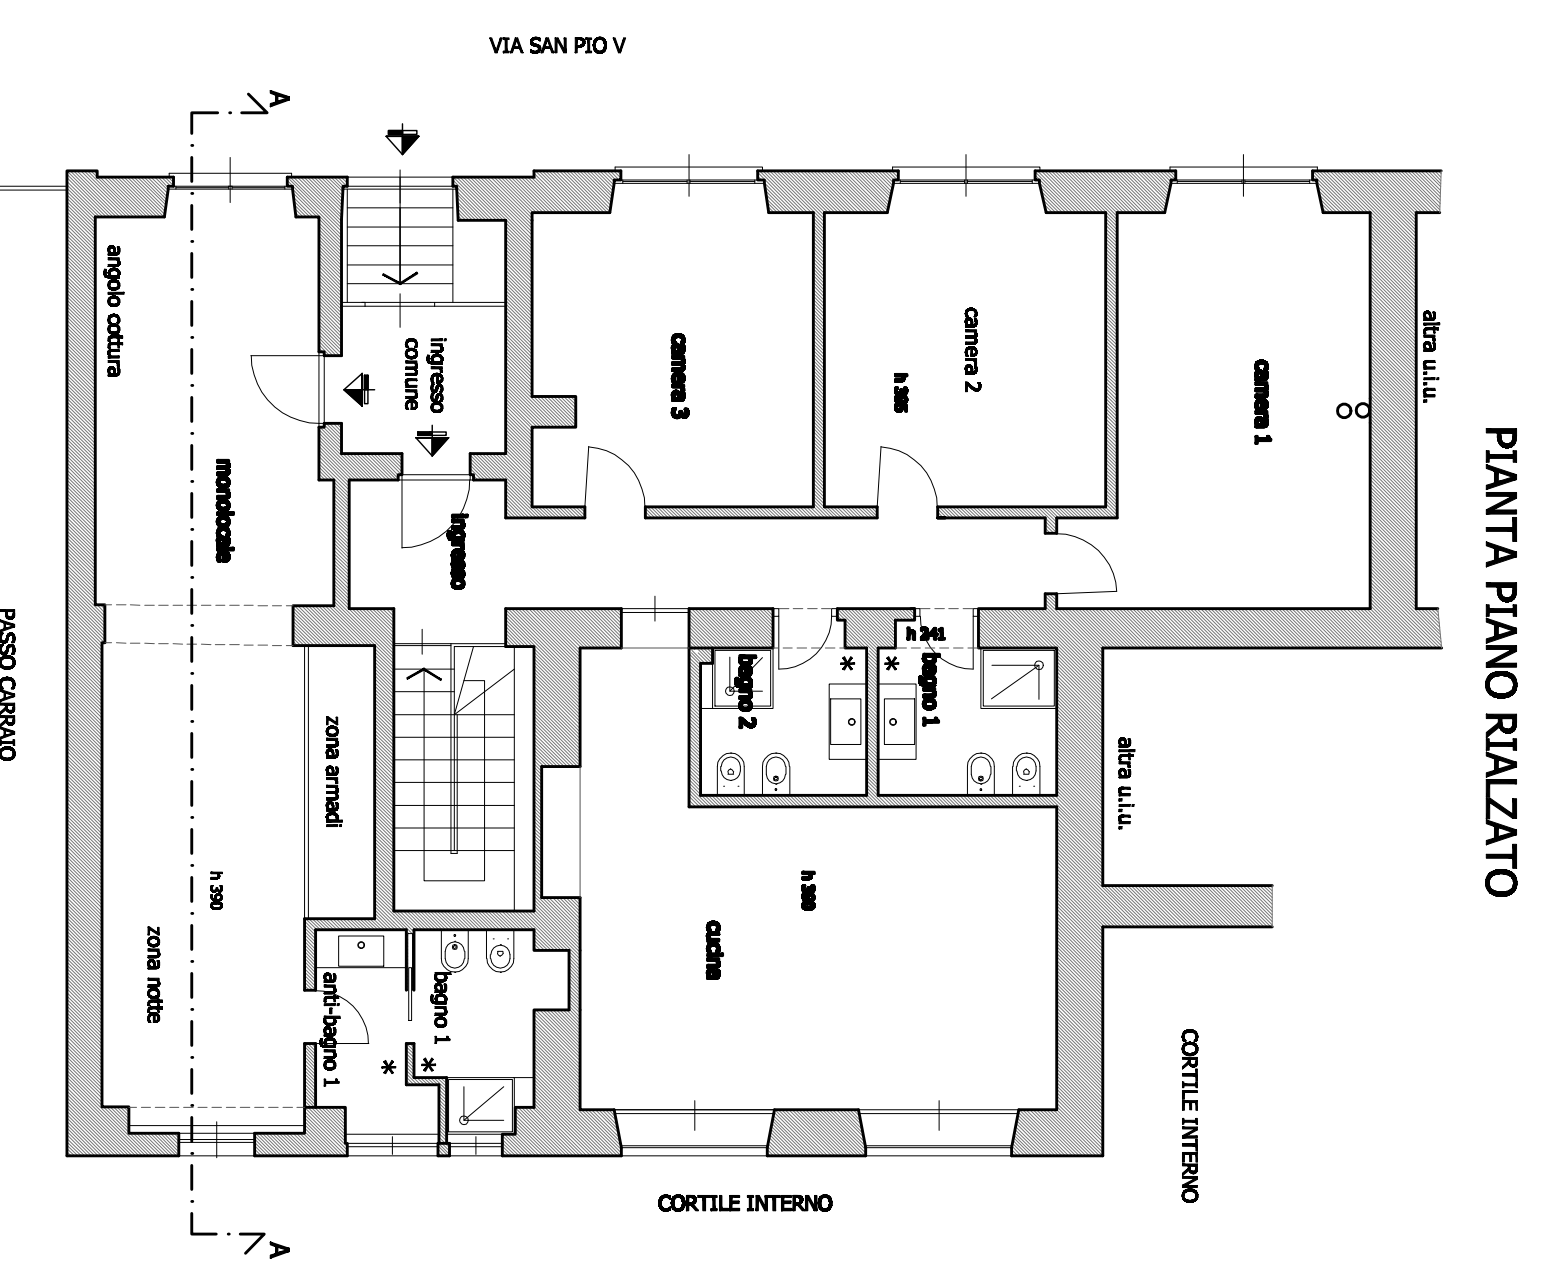 VIA SAN PIO V
A
PIANTA PIANO RIALZATO
altra u.i.u.
camera 1
camera 2
h 385
camera 3
ingresso
comune
angolo cottura
monolocale
ingresso
h 241
bagno 1
bagno 2
altra u.i.u.
zona armadi
PASSO CARRAIO
h 380
cucina
h 390
zona notte
bagno 1
anti-bagno 1
CORTILE INTERNO
CORTILE INTERNO
A